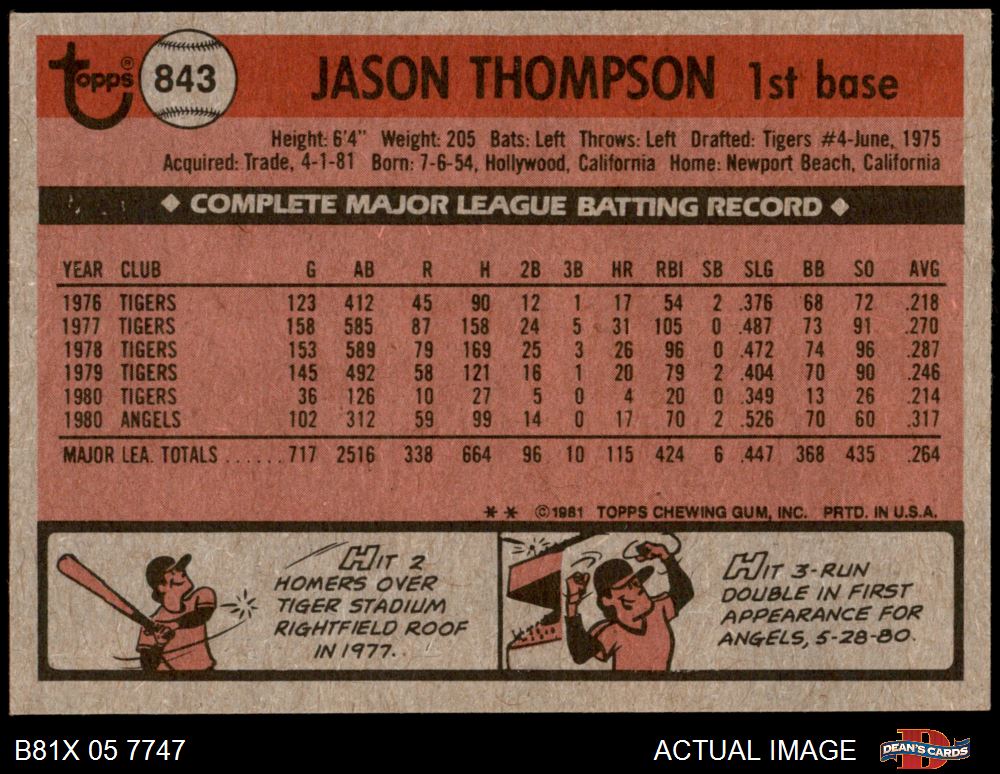 topps® 843 JASON THOMPSON 1st base
Height: 6'4" Weight: 205 Bats: Left Throws: Left Drafted: Tigers #4-June, 1975
Acquired: Trade, 4-1-81 Born: 7-6-54, Hollywood, California Home: Newport Beach, California
◆ COMPLETE MAJOR LEAGUE BATTING RECORD ◆
YEAR CLUB G AB R H 2B 3B HR RBI SB SLG BB SO AVG
1976 TIGERS 123 412 45 90 12 1 17 54 2 .376 68 72 .218
1977 TIGERS 158 585 87 158 24 5 31 105 0 .487 73 91 .270
1978 TIGERS 153 589 79 169 25 3 26 96 0 .472 74 96 .287
1979 TIGERS 145 492 58 121 16 1 20 79 2 .404 70 90 .246
1980 TIGERS 36 126 10 27 5 0 4 20 0 .349 13 26 .214
1980 ANGELS 102 312 59 99 14 0 17 70 2 .526 70 60 .317
MAJOR LEA. TOTALS ...... 717 2516 338 664 96 10 115 424 6 .447 368 435 .264
** ©1981 TOPPS CHEWING GUM, INC. PRTD. IN U.S.A.
HIT 2
HOMERS OVER
TIGER STADIUM
RIGHTFIELD ROOF
IN 1977.
HIT 3-RUN
DOUBLE IN FIRST
APPEARANCE FOR
ANGELS, 5-28-80.
B81X 05 7747 ACTUAL IMAGE DEAN'S CARDS